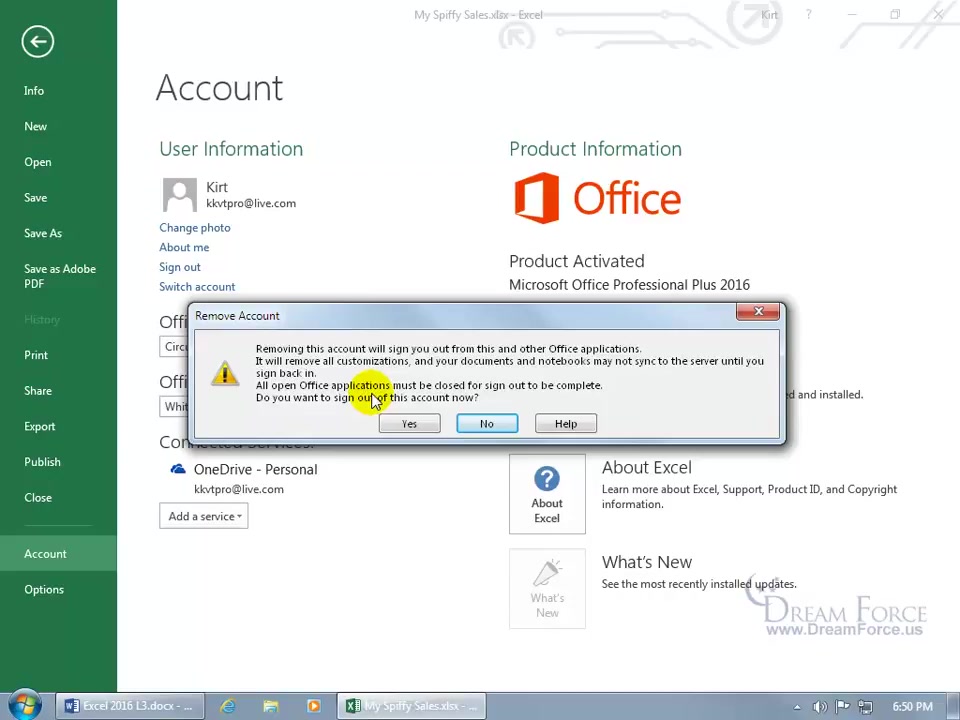 My Spiffy Sales.xlsx - Excel
Kirt
?
Account
Info
New
Open
Save
Save As
Save as Adobe
PDF
History
Print
Share
Export
Publish
Close
Account
Options
User Information
Kirt
kkvtpro@live.com
Change photo
About me
Sign out
Switch account
Product Information
Office
Product Activated
Microsoft Office Professional Plus 2016
Remove Account
Removing this account will sign you out from this and other Office applications.
It will remove all customizations, and your documents and notebooks may not sync to the server until you
sign back in.
All open Office applications must be closed for sign out to be complete.
Do you want to sign out of this account now?
Yes
No
Help
Offi
Circ
Offi
Whit
Connected Services:
OneDrive - Personal
kkvtpro@live.com
Add a service
ded and installed.
?
About
Excel
About Excel
Learn more about Excel, Support, Product ID, and Copyright
information.
What's
New
What's New
See the most recently installed updates.
DREAM FORCE
www.DreamForce.us
Excel 2016 L3.docx - ...
My Spiffy Sales.xlsx - ...
6:50 PM